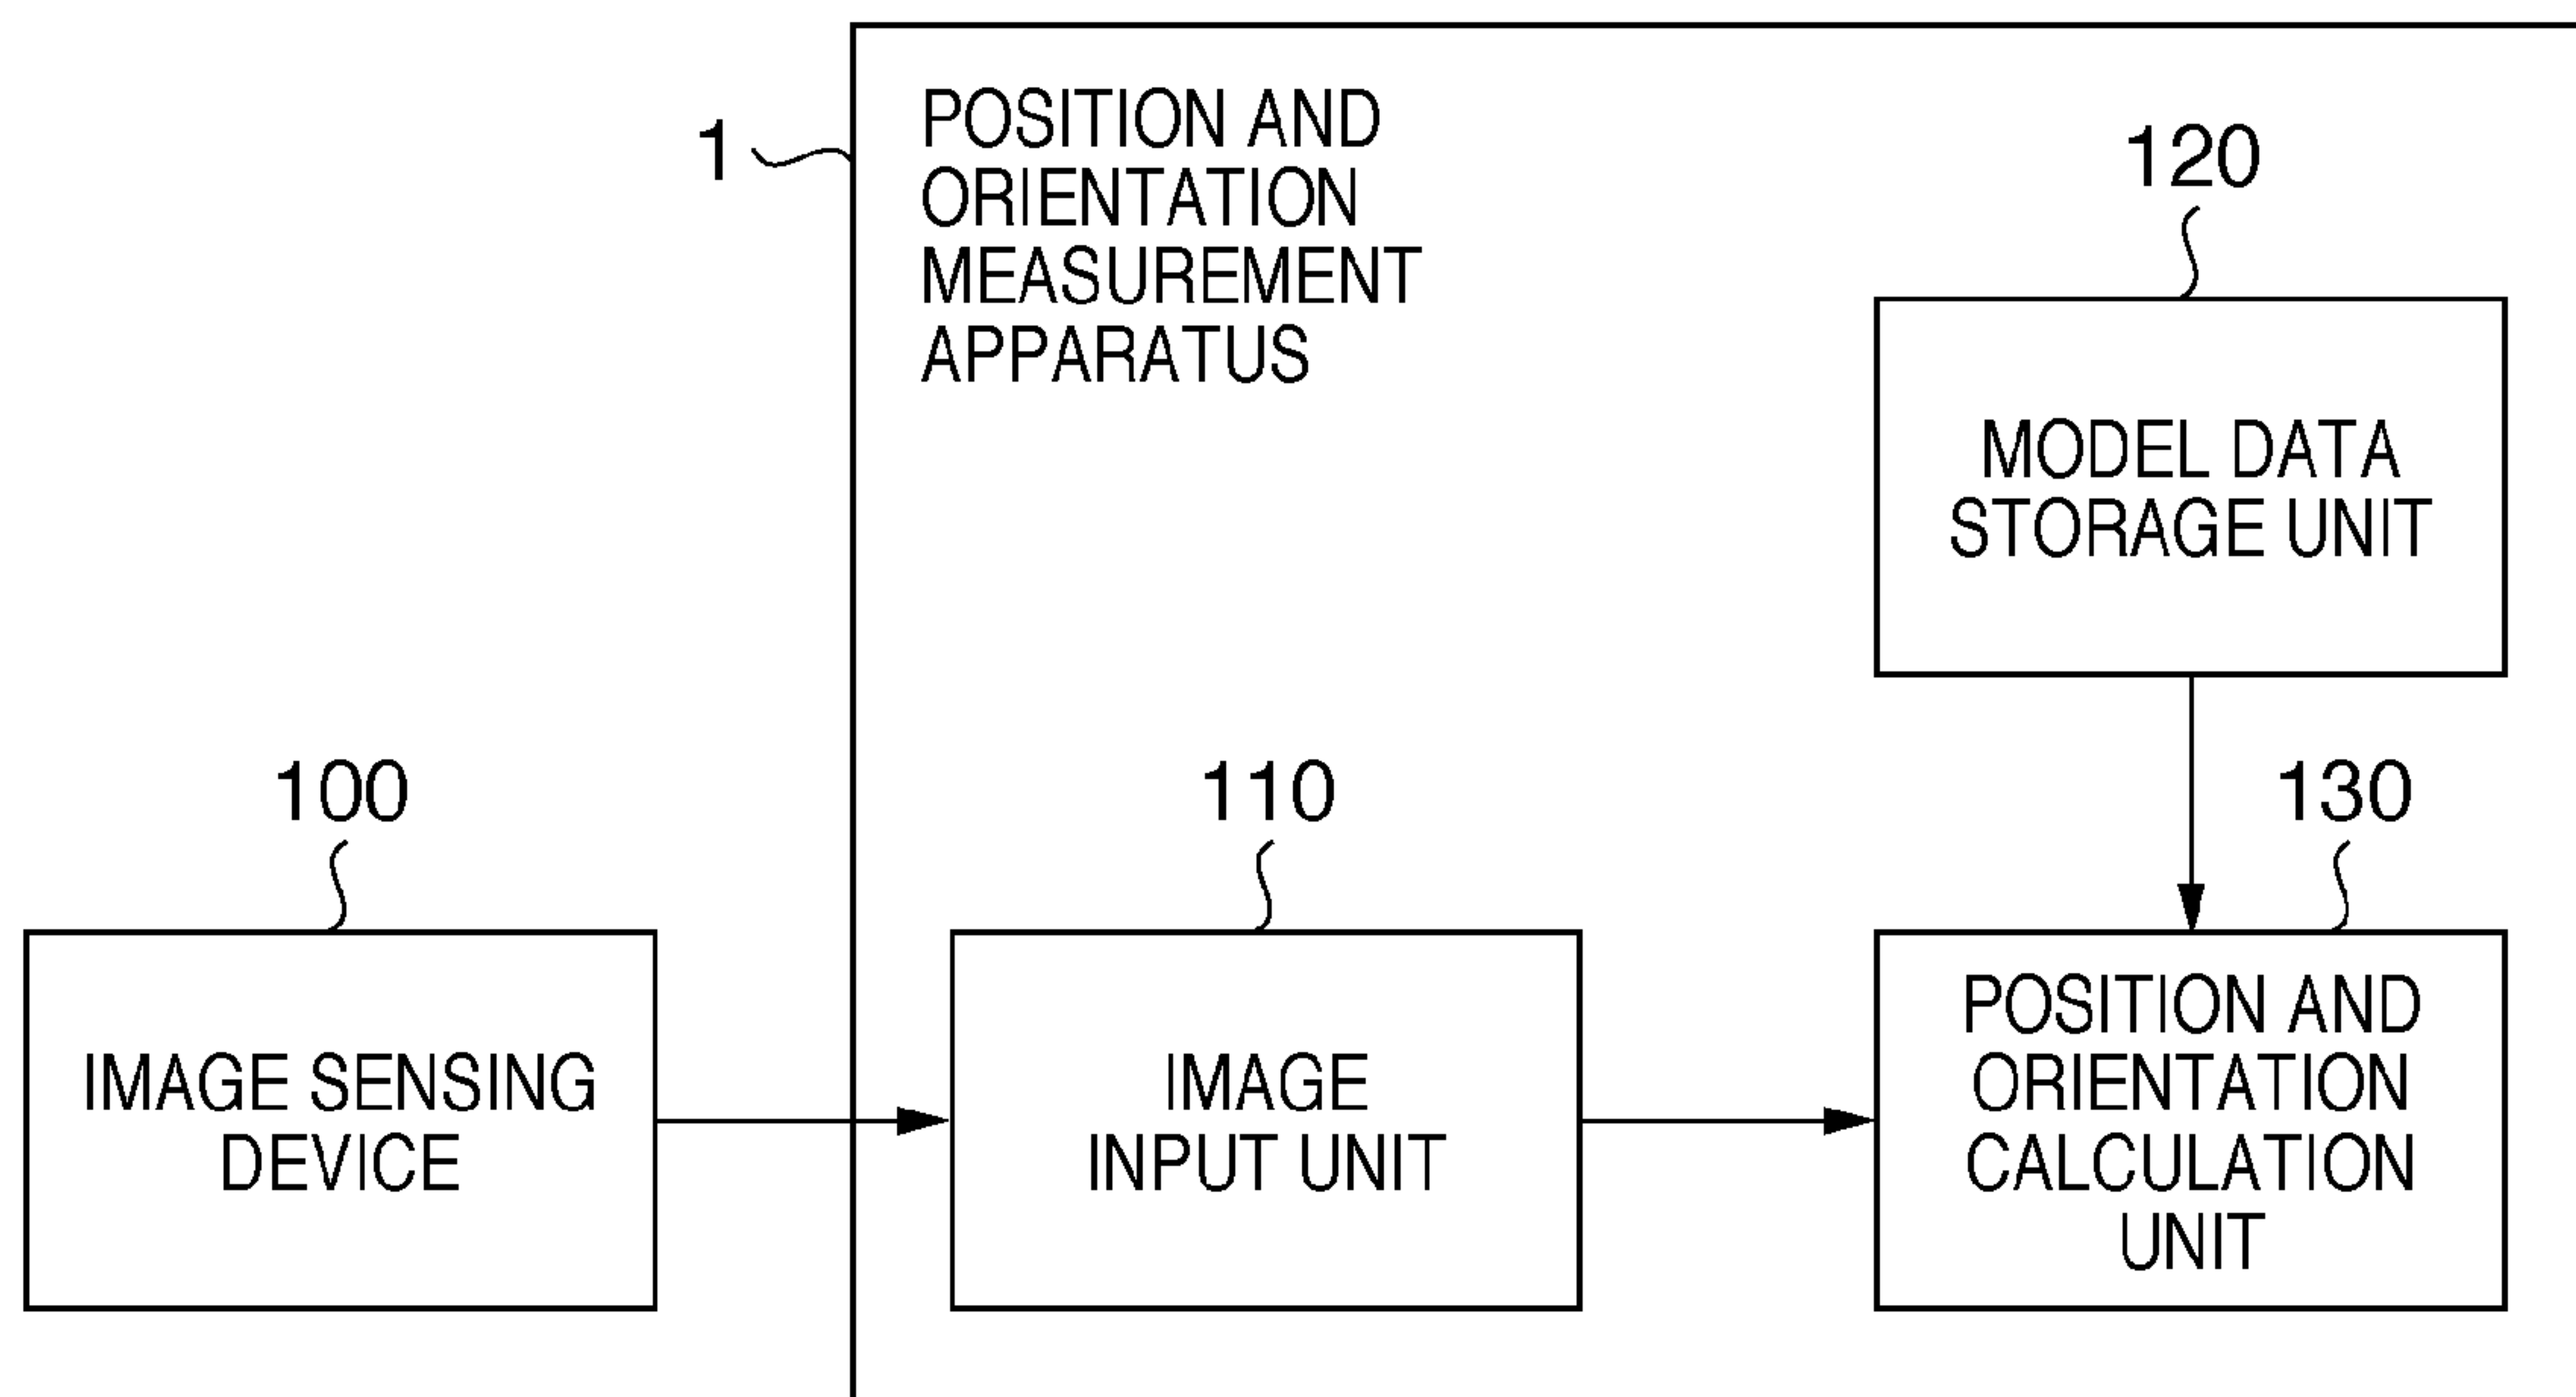 1
POSITION AND
ORIENTATION
MEASUREMENT
APPARATUS
120
MODEL DATA
STORAGE UNIT
100
IMAGE SENSING
DEVICE
110
IMAGE
INPUT UNIT
130
POSITION AND
ORIENTATION
CALCULATION
UNIT